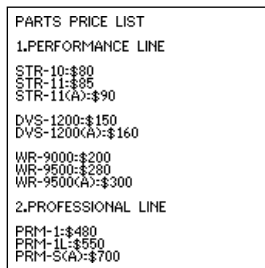 PARTS PRICE LIST
1.PERFORMANCE LINE
STR-10:$80
STR-11:$85
STR-11(A):$90
DVS-1200:$150
DVS-1200(A):$160
WR-9000:$200
WR-9500:$280
WR-9500(A):$300
2.PROFESSIONAL LINE
PRM-1:$480
PRM-1L:$550
PRM-S(A):$700